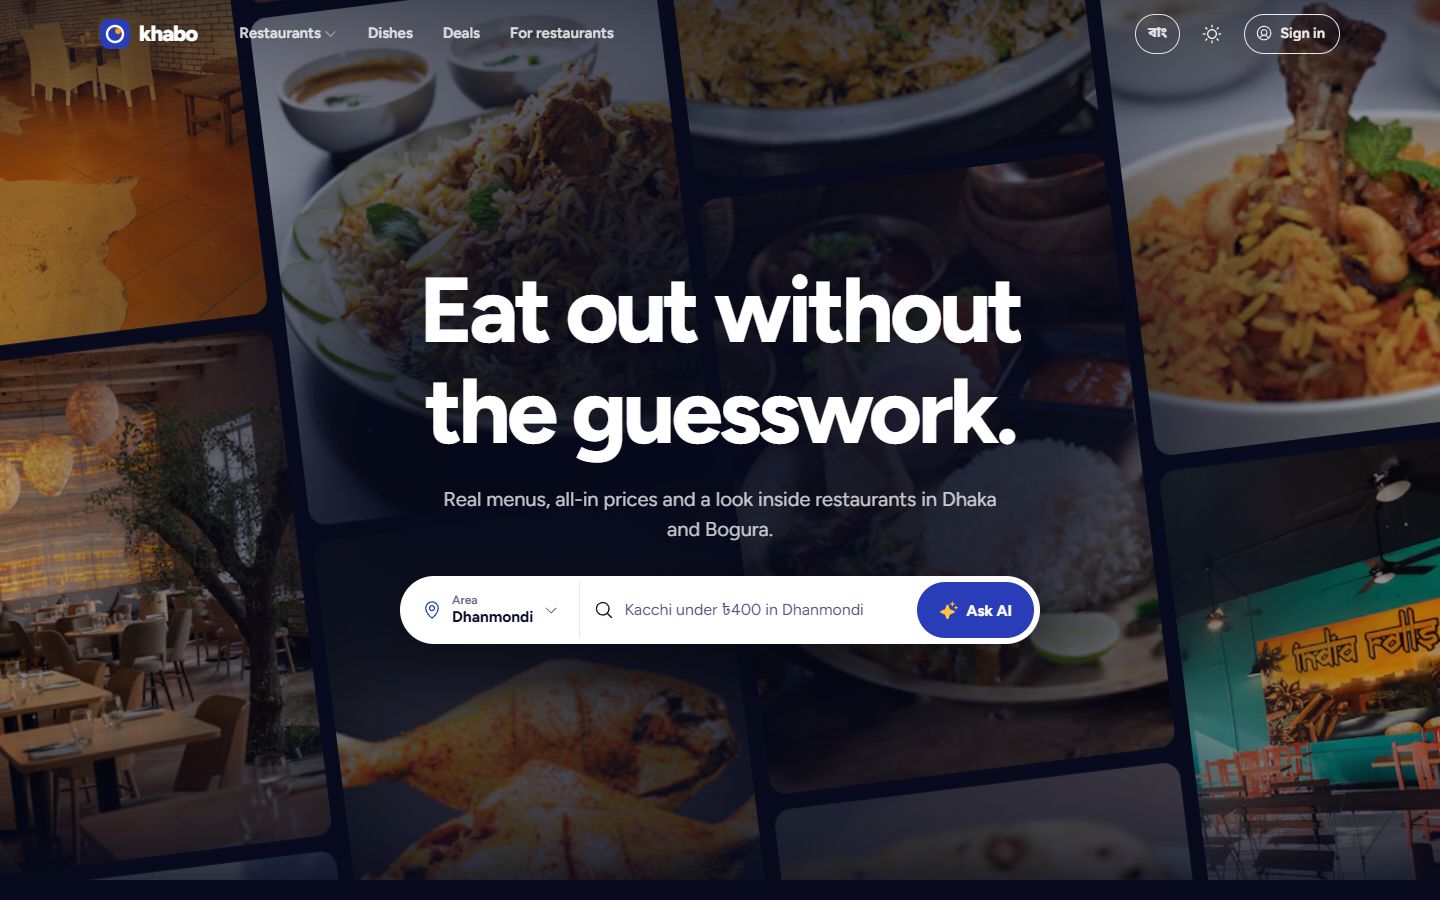 khabo
Restaurants
Dishes
Deals
For restaurants
বাং
Sign in
Eat out without
the guesswork.
Real menus, all-in prices and a look inside restaurants in Dhaka
and Bogura.
Area
Dhanmondi
Kacchi under ৳400 in Dhanmondi
Ask AI
india rolls